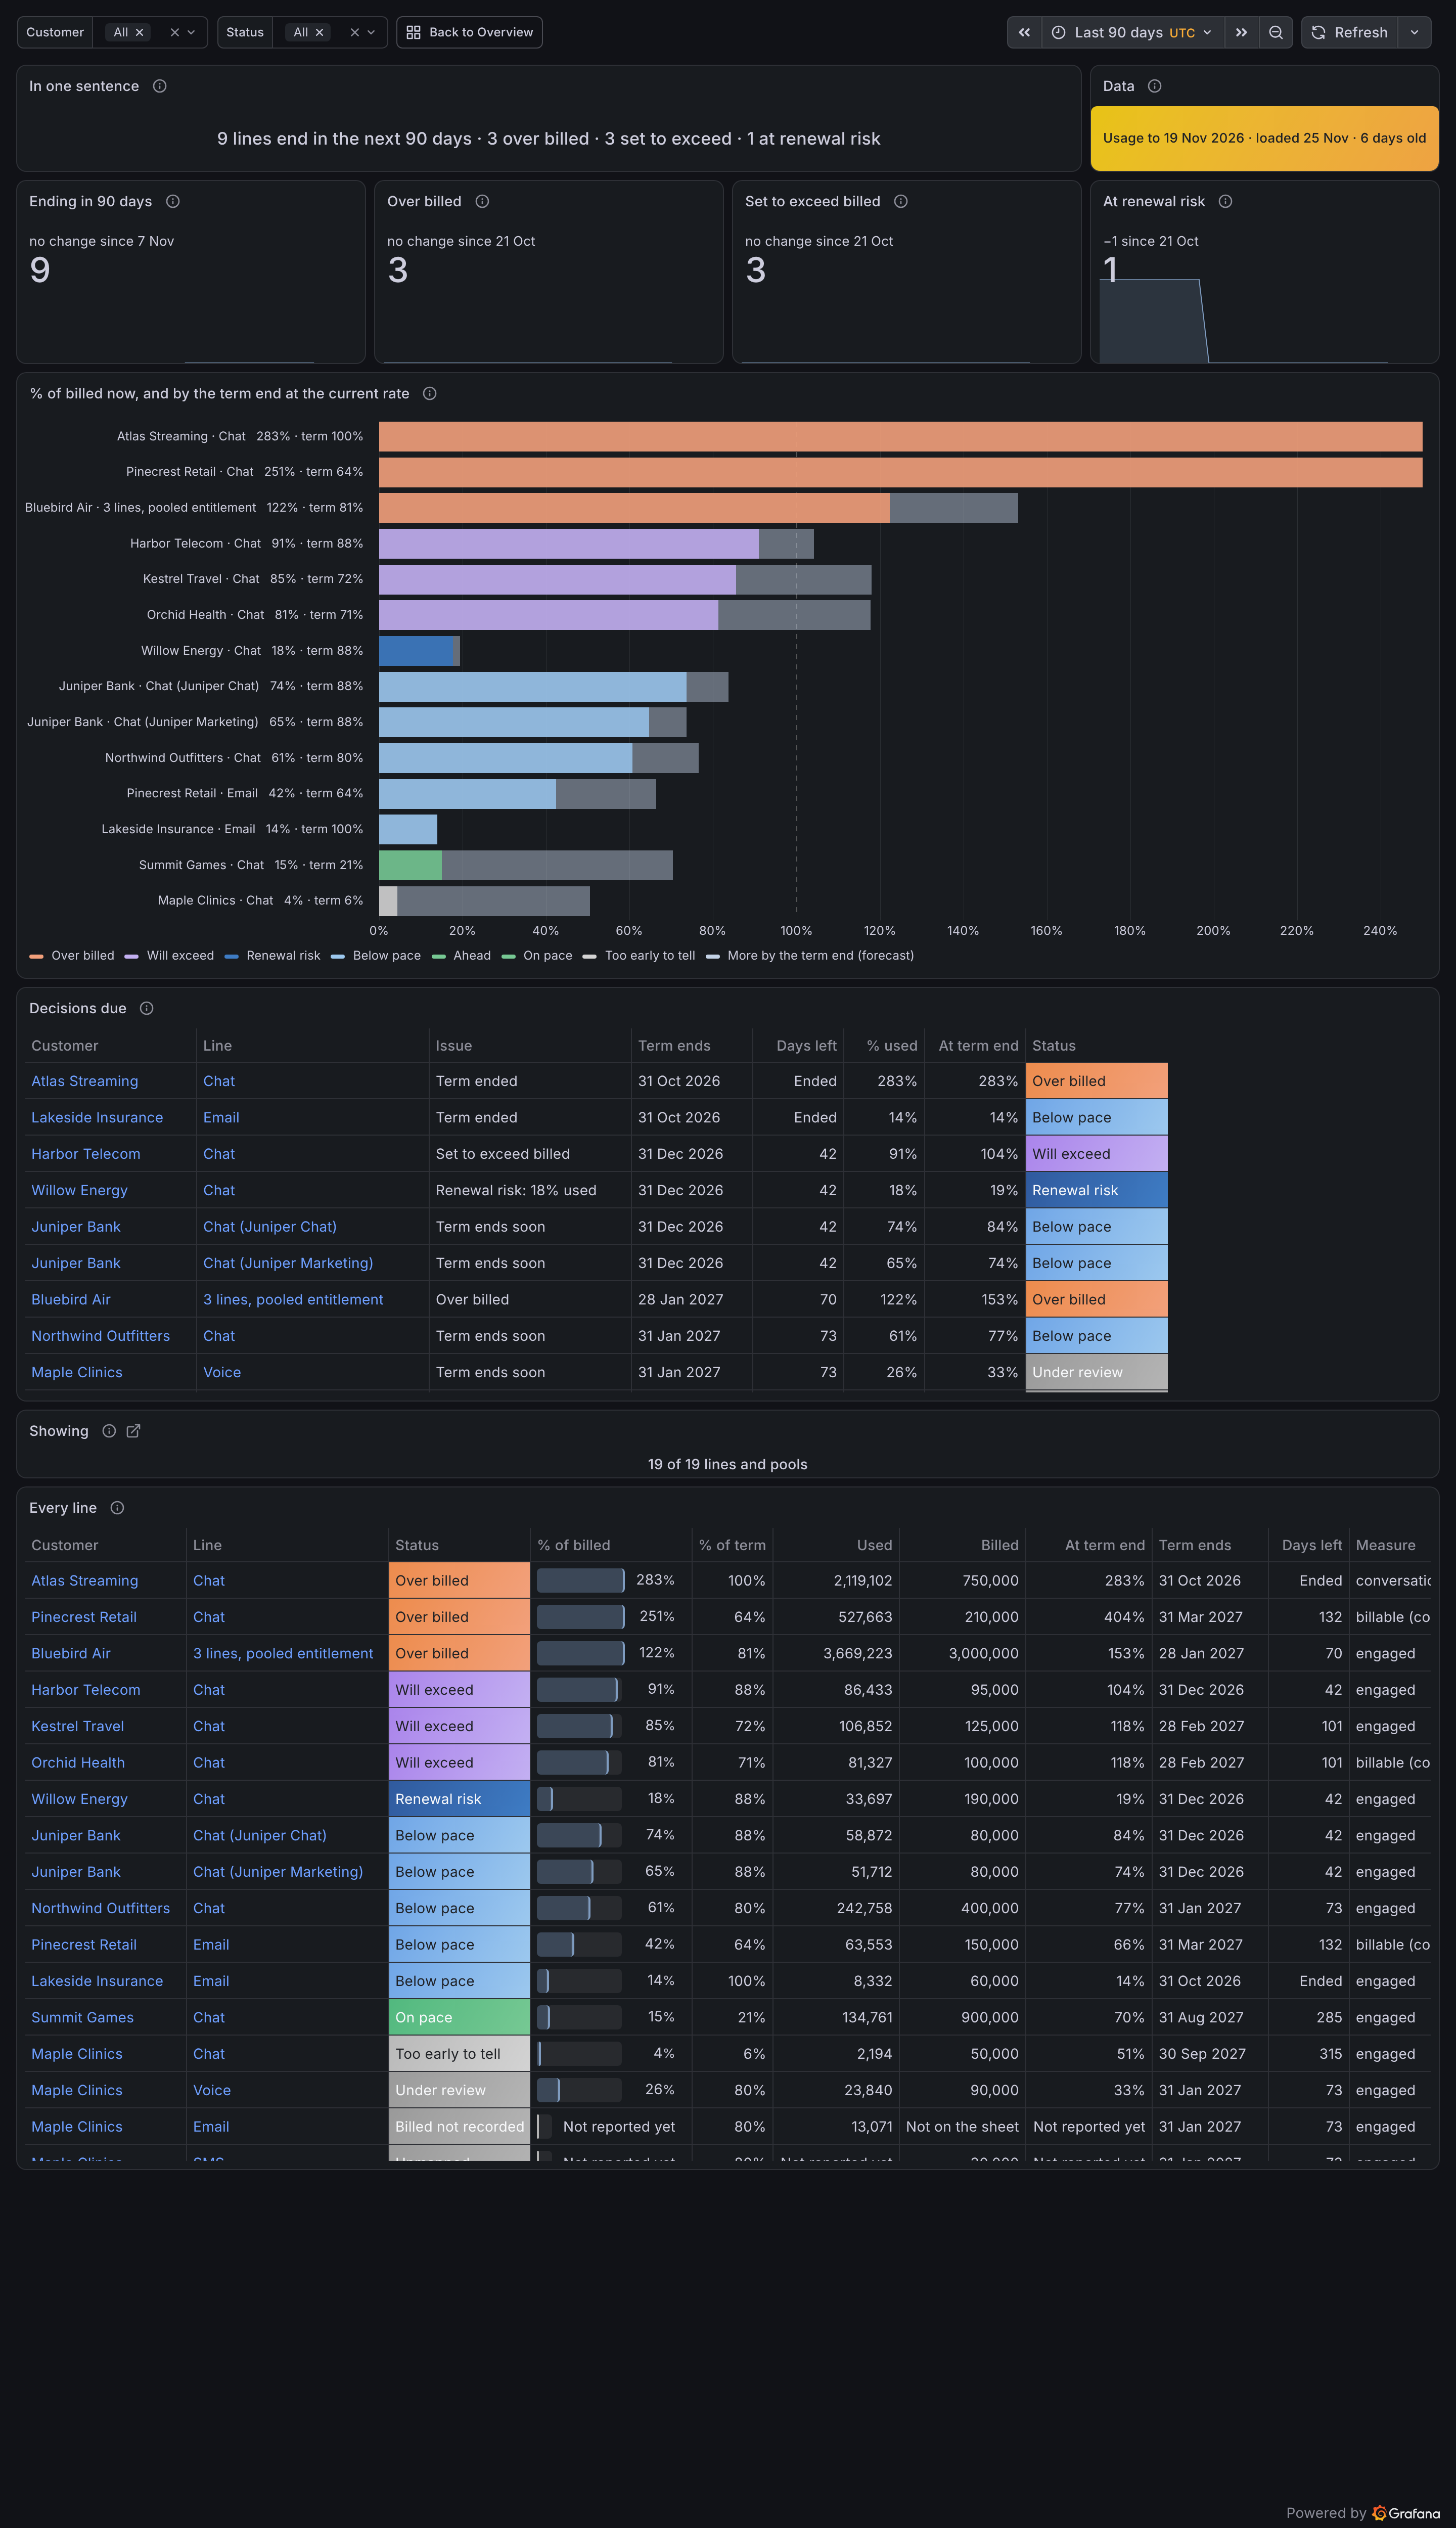 Customer All Status All Back to Overview Last 90 days UTC Refresh
In one sentence
9 lines end in the next 90 days · 3 over billed · 3 set to exceed · 1 at renewal risk
Data
Usage to 19 Nov 2026 · loaded 25 Nov · 6 days old
Ending in 90 days
no change since 7 Nov
9
Over billed
no change since 21 Oct
3
Set to exceed billed
no change since 21 Oct
3
At renewal risk
−1 since 21 Oct
1
% of billed now, and by the term end at the current rate
Atlas Streaming · Chat 283% · term 100%
Pinecrest Retail · Chat 251% · term 64%
Bluebird Air · 3 lines, pooled entitlement 122% · term 81%
Harbor Telecom · Chat 91% · term 88%
Kestrel Travel · Chat 85% · term 72%
Orchid Health · Chat 81% · term 71%
Willow Energy · Chat 18% · term 88%
Juniper Bank · Chat (Juniper Chat) 74% · term 88%
Juniper Bank · Chat (Juniper Marketing) 65% · term 88%
Northwind Outfitters · Chat 61% · term 80%
Pinecrest Retail · Email 42% · term 64%
Lakeside Insurance · Email 14% · term 100%
Summit Games · Chat 15% · term 21%
Maple Clinics · Chat 4% · term 6%
0% 20% 40% 60% 80% 100% 120% 140% 160% 180% 200% 220% 240%
Over billed Will exceed Renewal risk Below pace Ahead On pace Too early to tell More by the term end (forecast)
Decisions due
Customer Line Issue Term ends Days left % used At term end Status
Atlas Streaming Chat Term ended 31 Oct 2026 Ended 283% 283% Over billed
Lakeside Insurance Email Term ended 31 Oct 2026 Ended 14% 14% Below pace
Harbor Telecom Chat Set to exceed billed 31 Dec 2026 42 91% 104% Will exceed
Willow Energy Chat Renewal risk: 18% used 31 Dec 2026 42 18% 19% Renewal risk
Juniper Bank Chat (Juniper Chat) Term ends soon 31 Dec 2026 42 74% 84% Below pace
Juniper Bank Chat (Juniper Marketing) Term ends soon 31 Dec 2026 42 65% 74% Below pace
Bluebird Air 3 lines, pooled entitlement Over billed 28 Jan 2027 70 122% 153% Over billed
Northwind Outfitters Chat Term ends soon 31 Jan 2027 73 61% 77% Below pace
Maple Clinics Voice Term ends soon 31 Jan 2027 73 26% 33% Under review
Showing
19 of 19 lines and pools
Every line
Customer Line Status % of billed % of term Used Billed At term end Term ends Days left Measure
Atlas Streaming Chat Over billed 283% 100% 2,119,102 750,000 283% 31 Oct 2026 Ended conversatic
Pinecrest Retail Chat Over billed 251% 64% 527,663 210,000 404% 31 Mar 2027 132 billable (co
Bluebird Air 3 lines, pooled entitlement Over billed 122% 81% 3,669,223 3,000,000 153% 28 Jan 2027 70 engaged
Harbor Telecom Chat Will exceed 91% 88% 86,433 95,000 104% 31 Dec 2026 42 engaged
Kestrel Travel Chat Will exceed 85% 72% 106,852 125,000 118% 28 Feb 2027 101 engaged
Orchid Health Chat Will exceed 81% 71% 81,327 100,000 118% 28 Feb 2027 101 billable (co
Willow Energy Chat Renewal risk 18% 88% 33,697 190,000 19% 31 Dec 2026 42 engaged
Juniper Bank Chat (Juniper Chat) Below pace 74% 88% 58,872 80,000 84% 31 Dec 2026 42 engaged
Juniper Bank Chat (Juniper Marketing) Below pace 65% 88% 51,712 80,000 74% 31 Dec 2026 42 engaged
Northwind Outfitters Chat Below pace 61% 80% 242,758 400,000 77% 31 Jan 2027 73 engaged
Pinecrest Retail Email Below pace 42% 64% 63,553 150,000 66% 31 Mar 2027 132 billable (co
Lakeside Insurance Email Below pace 14% 100% 8,332 60,000 14% 31 Oct 2026 Ended engaged
Summit Games Chat On pace 15% 21% 134,761 900,000 70% 31 Aug 2027 285 engaged
Maple Clinics Chat Too early to tell 4% 6% 2,194 50,000 51% 30 Sep 2027 315 engaged
Maple Clinics Voice Under review 26% 80% 23,840 90,000 33% 31 Jan 2027 73 engaged
Maple Clinics Email Billed not recorded Not reported yet 80% 13,071 Not on the sheet Not reported yet 31 Jan 2027 73 engaged
Powered by Grafana